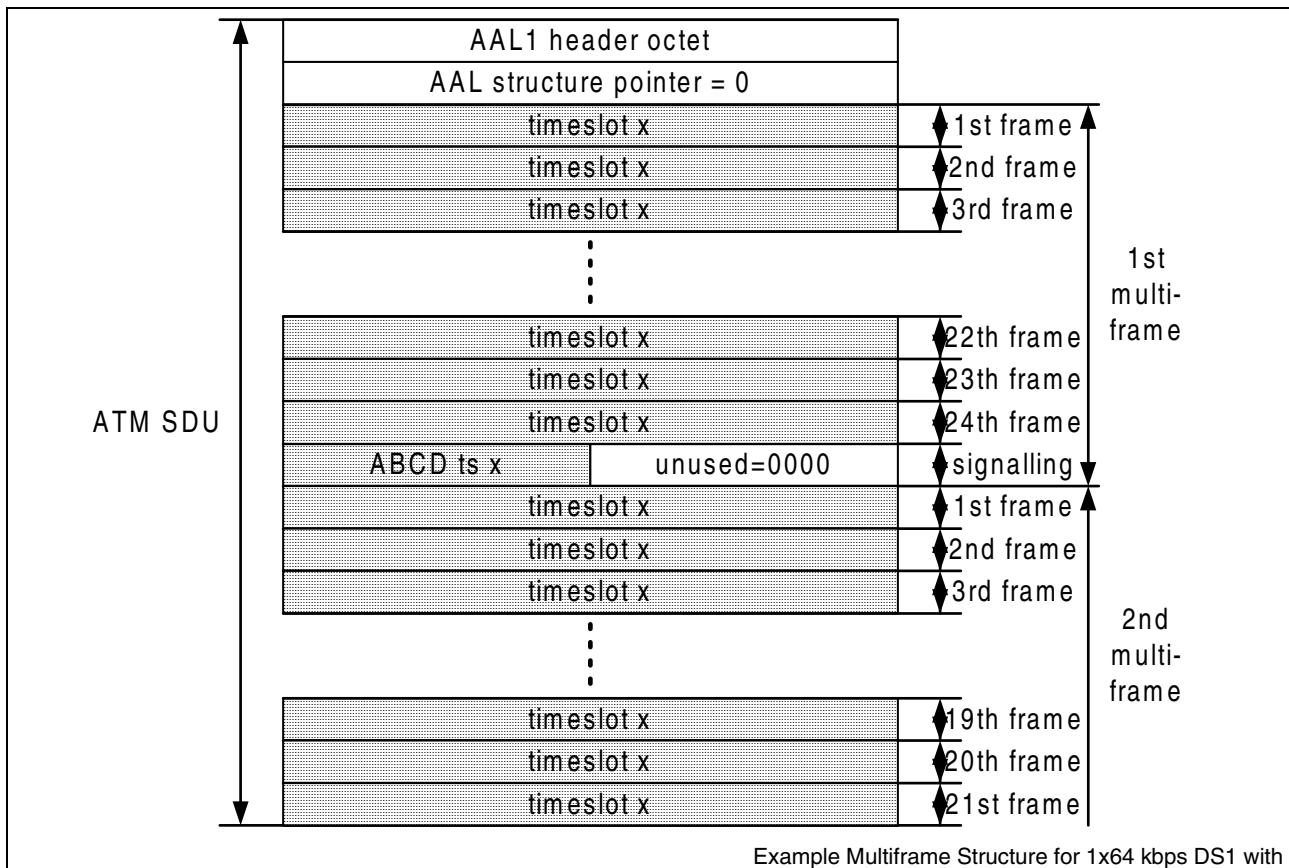 AAL1 header octet
AAL structure pointer = 0
timeslot x
1st frame
timeslot x
2nd frame
timeslot x
3rd frame
1st
multi-
frame
timeslot x
22th frame
timeslot x
23th frame
ATM SDU
timeslot x
24th frame
ABCD ts x
unused=0000
signalling
timeslot x
1st frame
timeslot x
2nd frame
timeslot x
3rd frame
2nd
multi-
frame
timeslot x
19th frame
timeslot x
20th frame
timeslot x
21st frame
Example Multiframe Structure for 1x64 kbps DS1 with